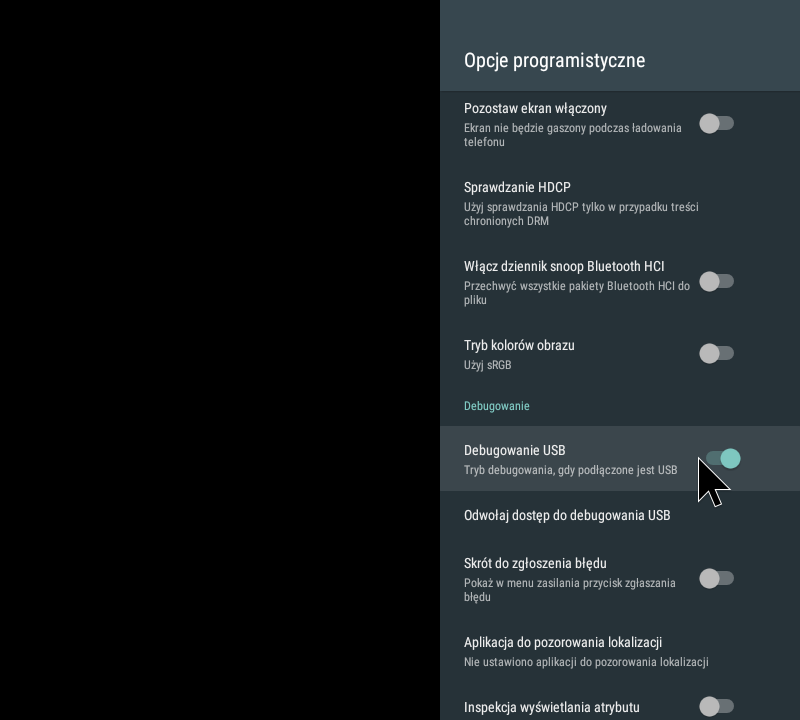 Opcje programistyczne
Pozostaw ekran włączony
Ekran nie będzie gaszony podczas ładowania
telefonu
Sprawdzanie HDCP
Użyj sprawdzania HDCP tylko w przypadku treści
chronionych DRM
Włącz dziennik snoop Bluetooth HCI
Przechwyć wszystkie pakiety Bluetooth HCI do
pliku
Tryb kolorów obrazu
Użyj sRGB
Debugowanie
Debugowanie USB
Tryb debugowania, gdy podłączone jest USB
Odwołaj dostęp do debugowania USB
Skrót do zgłoszenia błędu
Pokaż w menu zasilania przycisk zgłaszania
błędu
Aplikacja do pozorowania lokalizacji
Nie ustawiono aplikacji do pozorowania lokalizacji
Inspekcja wyświetlania atrybutu